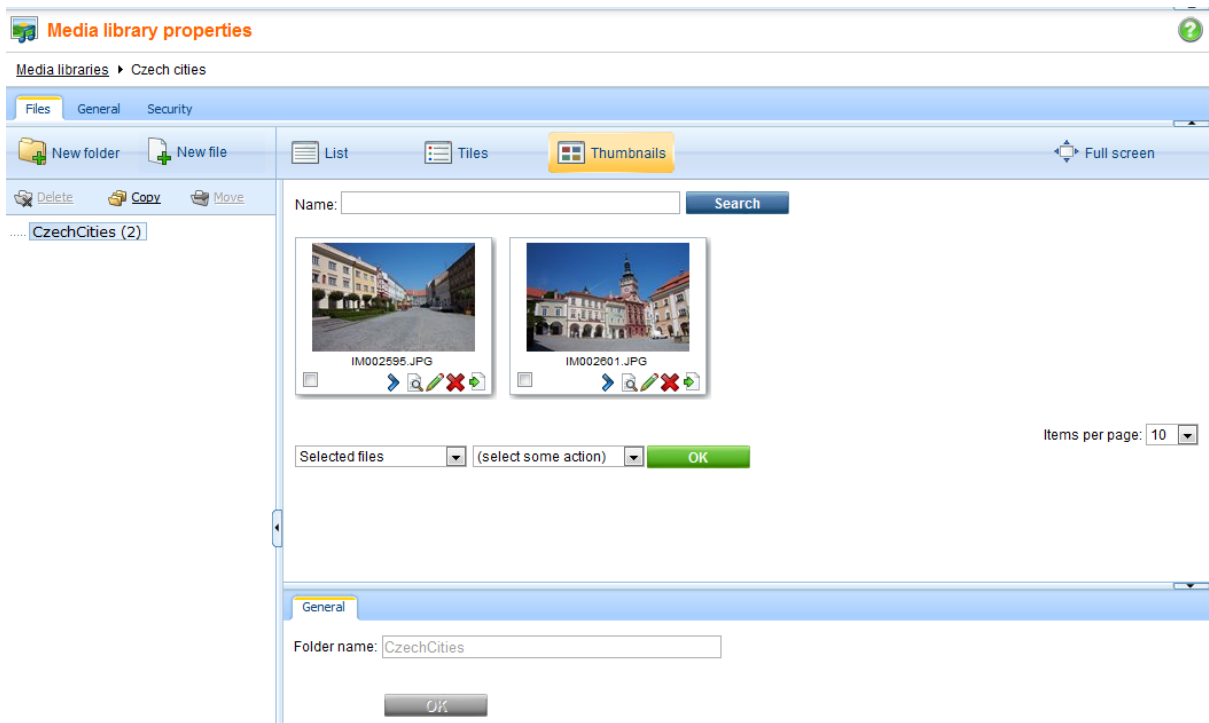 Media library properties
Media libraries ▸ Czech cities
Files General Security
New folder New file List Tiles Thumbnails Full screen
Delete Copy Move
Name: Search
CzechCities (2)
IM002595.JPG IM002601.JPG
Items per page: 10
Selected files (select some action) OK
General
Folder name: CzechCities
OK